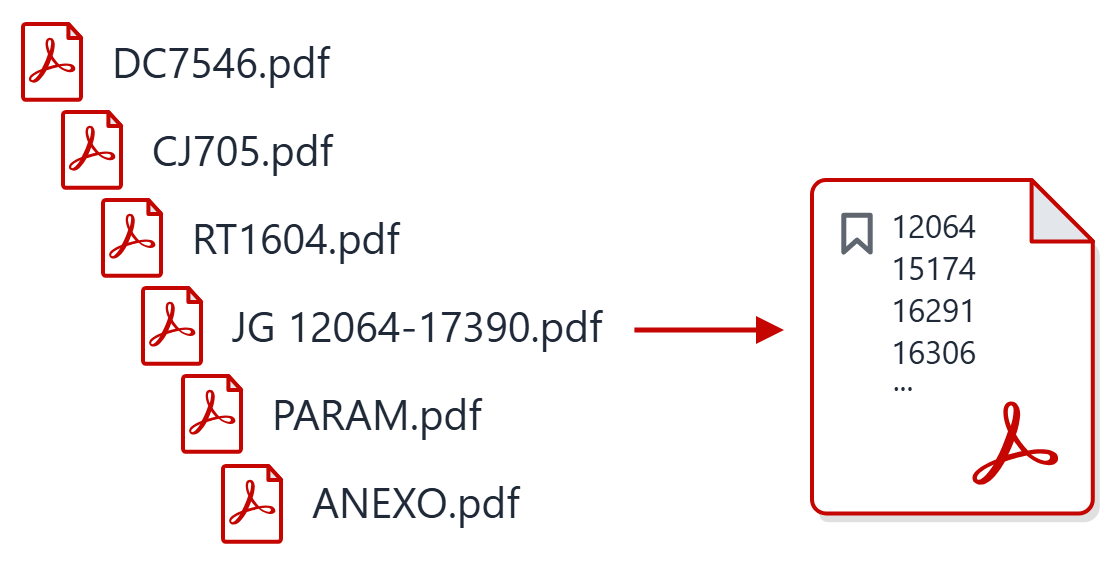 DC7546.pdf
CJ705.pdf
RT1604.pdf
JG 12064-17390.pdf
PARAM.pdf
ANEXO.pdf
12064
15174
16291
16306
...